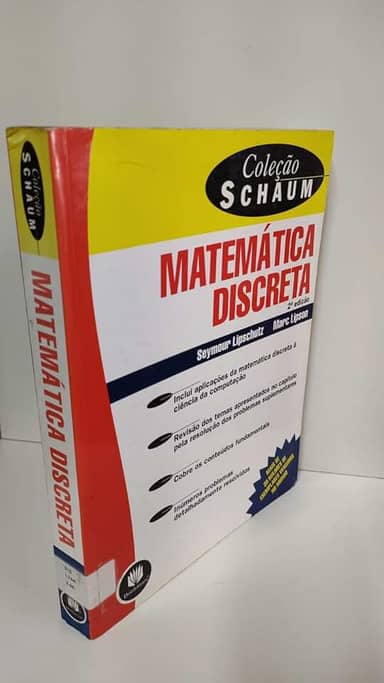 Coleção
SCHAUM
MATEMÁTICA
DISCRETA
2ª edição
Seymour Lipschutz Marc Lipson
Inclui aplicações da matemática discreta à
ciência da computação
Revisão dos temas apresentados no capítulo
pela resolução dos problemas suplementares
Cobre os conteúdos fundamentais
Inúmeros problemas
detalhadamente resolvidos
Coleção
SCHAUM
MATEMÁTICA DISCRETA